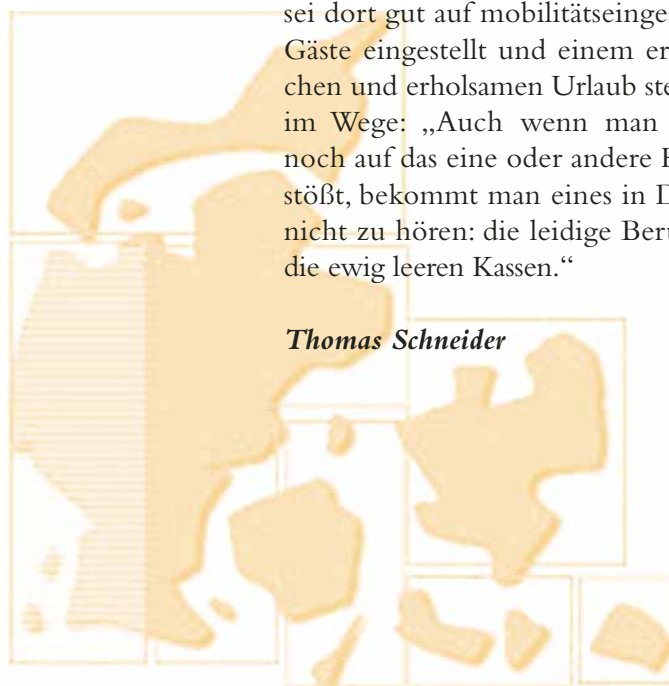 sei dort gut auf mobilitätseinge
Gäste eingestellt und einem er
chen und erholsamen Urlaub ste
im Wege: „Auch wenn man
noch auf das eine oder andere
stößt, bekommt man eines in D
nicht zu hören: die leidige Beru
die ewig leeren Kassen.“
Thomas Schneider